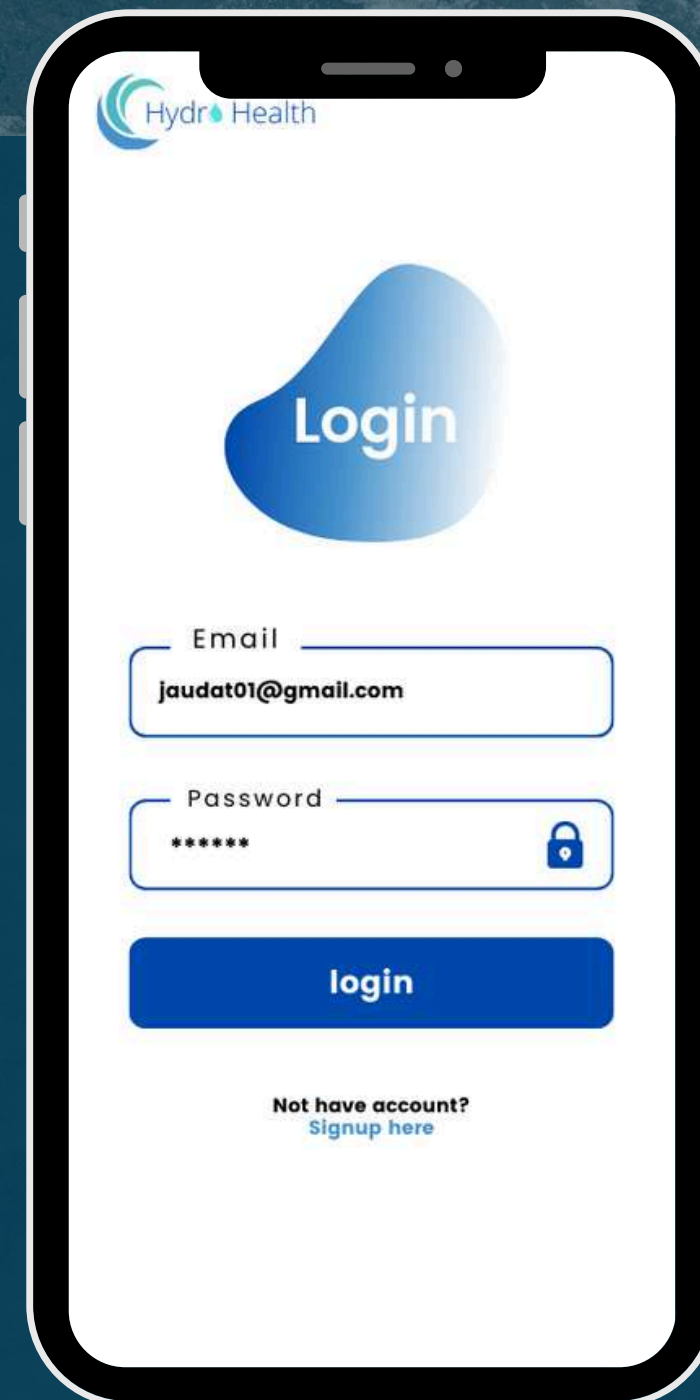 Hydro Health
Login
Email
jaudat01@gmail.com
Password
******
login
Not have account?
Signup here